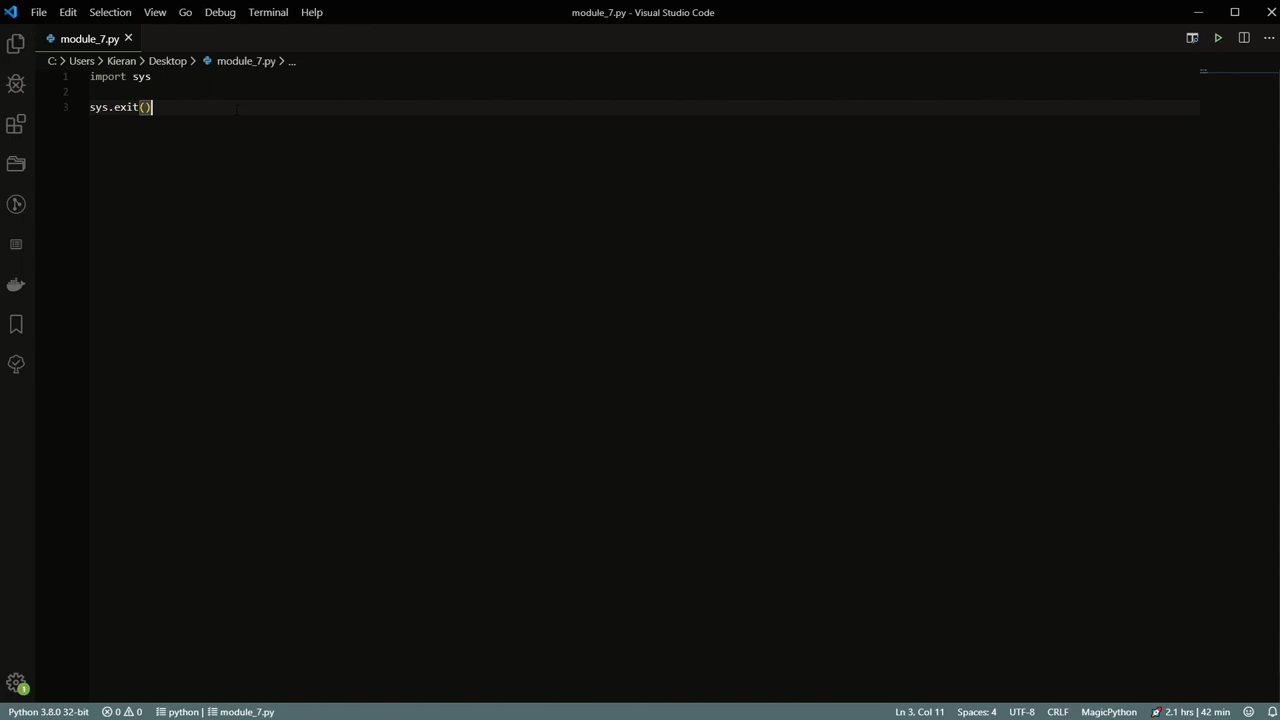 File Edit Selection View Go Debug Terminal Help
module_7.py - Visual Studio Code
module_7.py
C: > Users > Kieran > Desktop > module_7.py > ...
1 import sys
2
3 sys.exit()
1
Python 3.8.0 32-bit 0 0 python | module_7.py
Ln 3, Col 11 Spaces: 4 UTF-8 CRLF MagicPython 2.1 hrs | 42 min